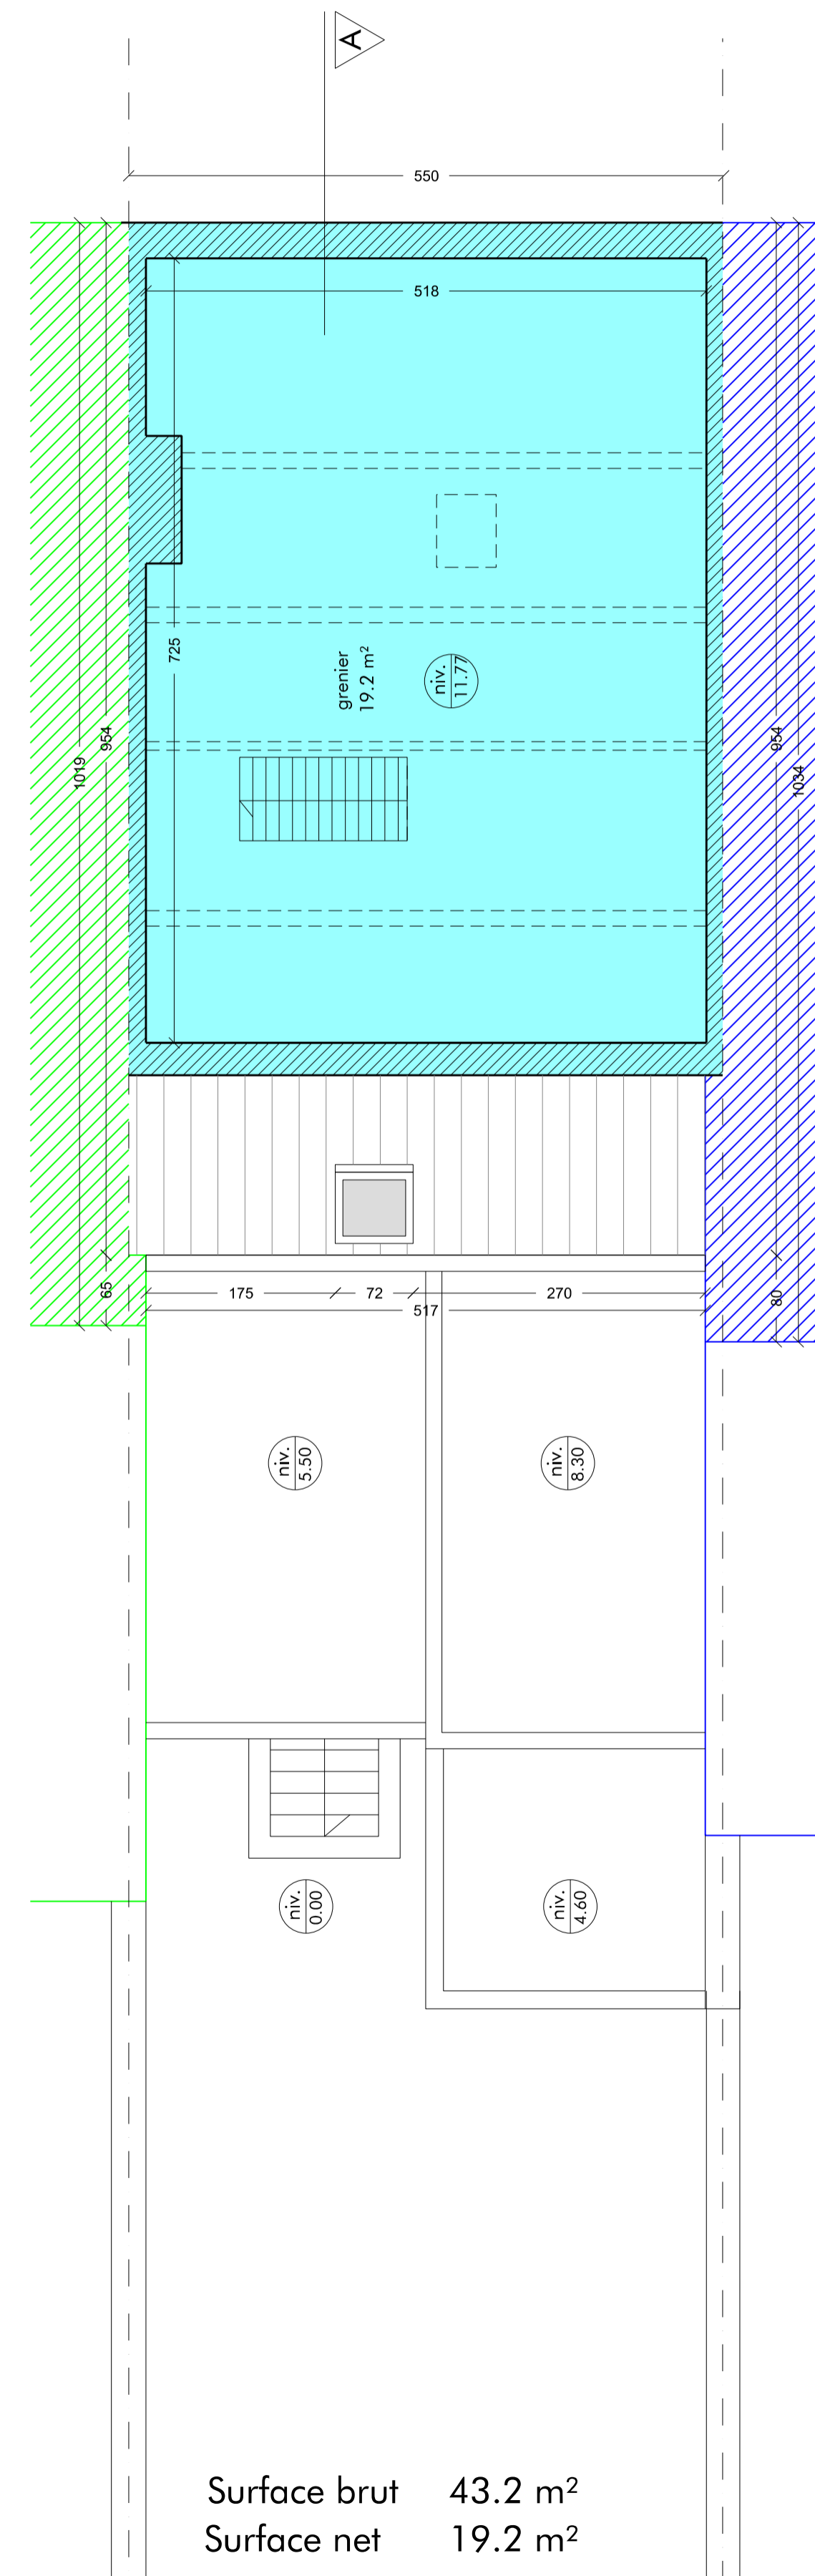 A
550
518
725
954
1019
954
1034
grenier
19.2 m²
niv.
11.77
65
175
72
270
517
80
niv.
5.50
niv.
8.30
niv.
0.00
niv.
4.60
Surface brut 43.2 m²
Surface net 19.2 m²